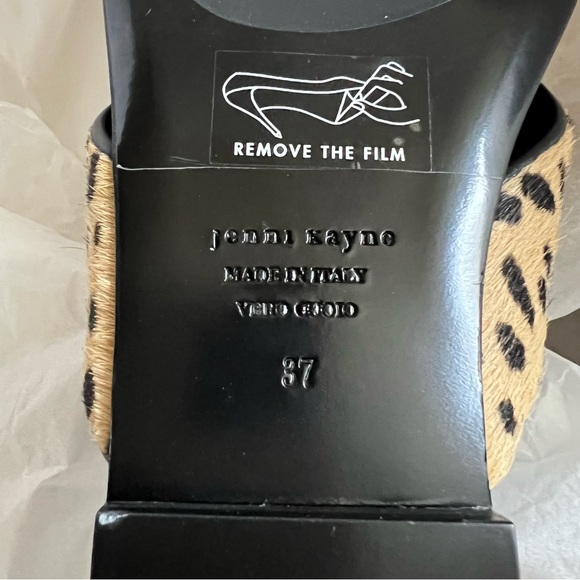 REMOVE THE FILM
jenni kayne
MADE IN ITALY
VERO CUOIO
37